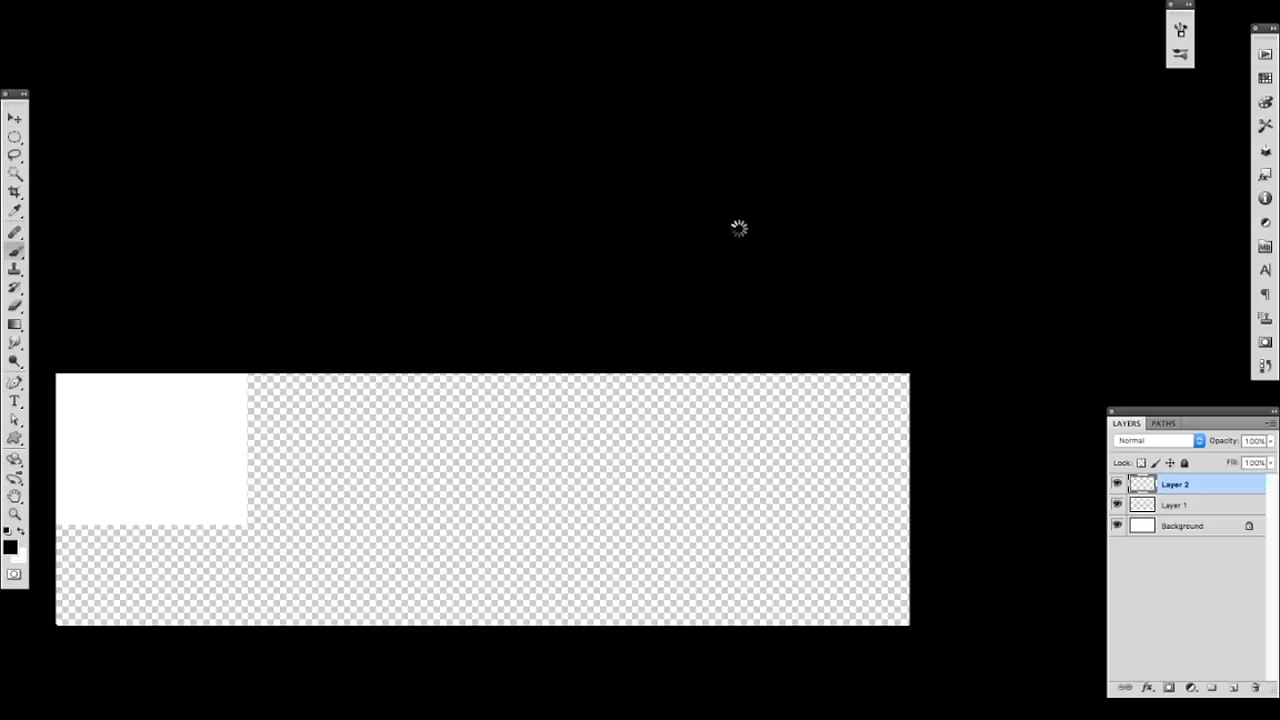 LAYERS PATHS
Normal Opacity: 100%
Lock: Fill: 100%
Layer 2
Layer 1
Background